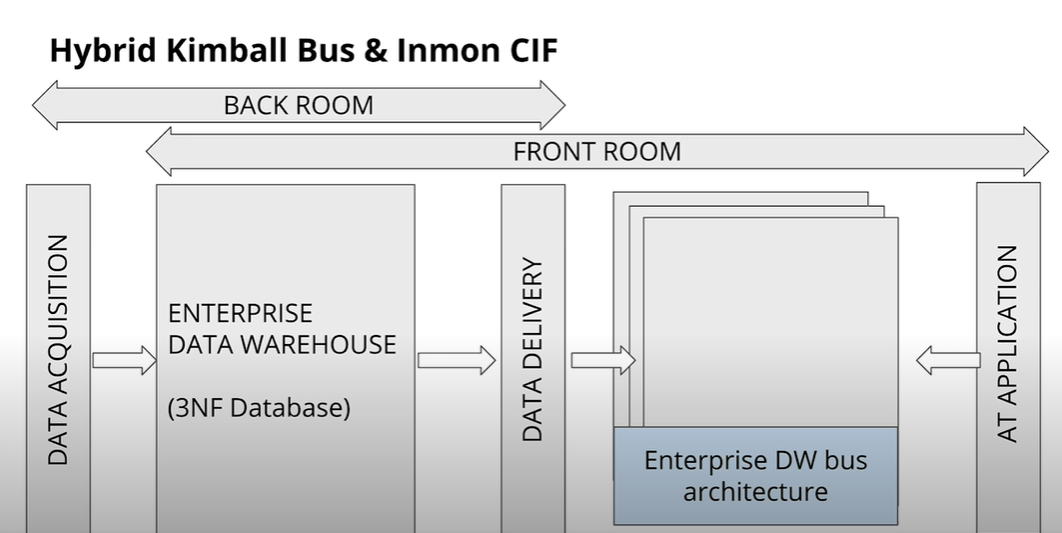 Hybrid Kimball Bus & Inmon CIF
BACK ROOM
FRONT ROOM
DATA ACQUISITION
ENTERPRISE
DATA WAREHOUSE
(3NF Database)
DATA DELIVERY
Enterprise DW bus
architecture
AT APPLICATION